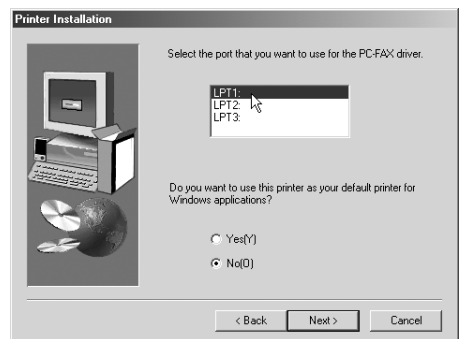 Printer Installation
Select the port that you want to use for the PC-FAX driver.
LPT1:
LPT2:
LPT3:
Do you want to use this printer as your default printer for
Windows applications?
Yes(Y)
No(O)
< Back
Next >
Cancel